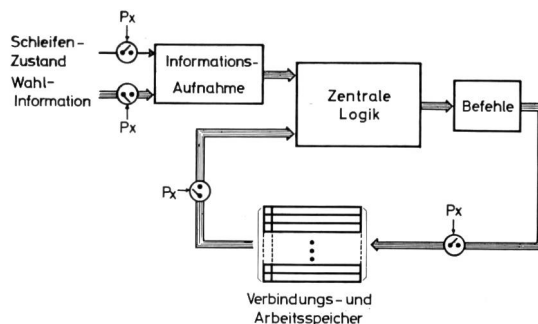 Px
Schleifen-
Zustand
Wahl-
Information
Px
Informations-
Aufnahme
Zentrale
Logik
Befehle
Px
Px
Verbindungs- und
Arbeitsspeicher